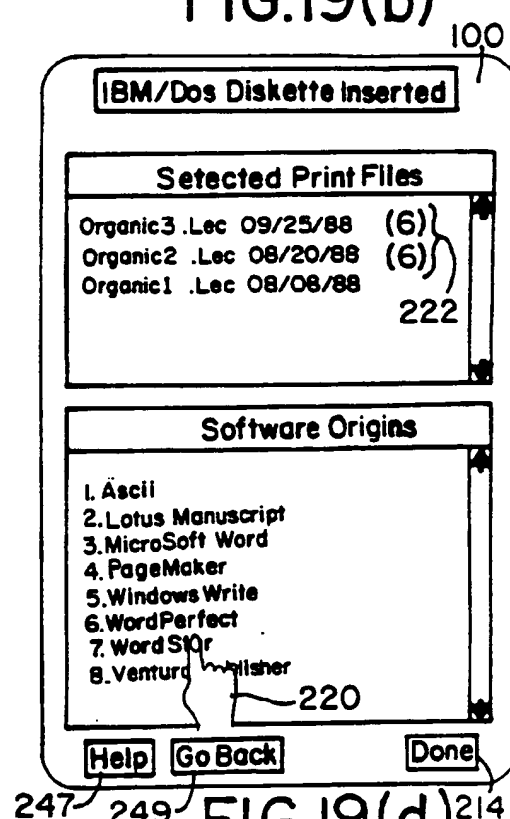 FIG.19(b)
100
IBM/Dos Diskette Inserted
Setected Print Files
Organic3 .Lec 09/25/88 (6)
Organic2 .Lec 08/20/88 (6)
Organic1 .Lec 08/08/88
222
Software Origins
1. Ascii
2. Lotus Manuscript
3. MicroSoft Word
4. PageMaker
5. Windows Write
6. WordPerfect
7. Word Star
8. Ventura
220
Help Go Back Done
247 249 FIG.19(d) 214